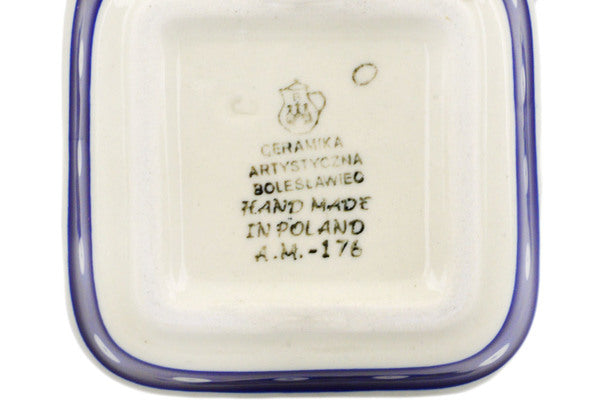 CERAMIKA
ARTYSTYCZNA
BOLESŁAWIEC
HAND MADE
IN POLAND
A.M.-176